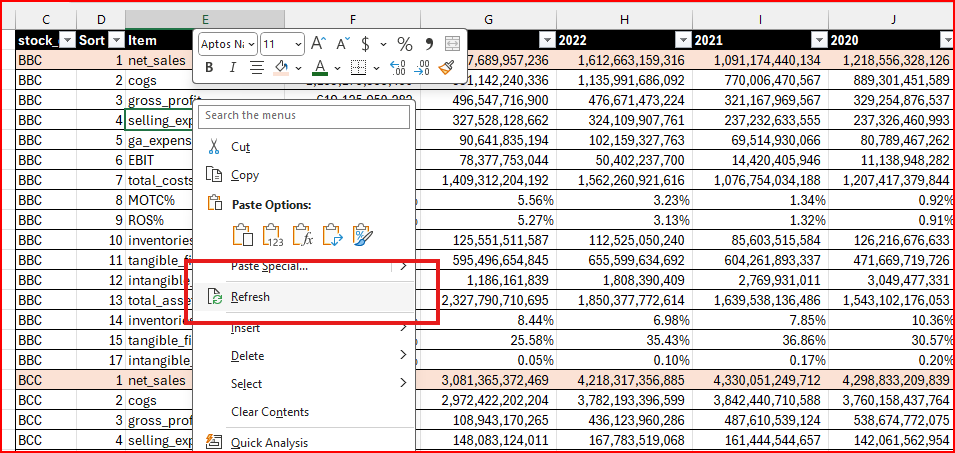 C D E F G H I J
stock_ Sort Item 2022 2021 2020
Aptos Na 11 A A $ % 9
B I A
BBC 1 net_sales 7,689,957,236 1,612,663,159,316 1,091,174,440,134 1,218,556,328,126
BBC 2 cogs 1,142,240,336 1,135,991,686,092 770,006,470,567 889,301,451,589
BBC 3 gross_profit 496,547,716,900 476,671,473,224 321,167,969,567 329,254,876,537
BBC 4 selling_exp 327,528,128,662 324,109,907,761 237,232,633,555 237,326,460,993
BBC 5 ga_expens 90,641,835,194 102,159,327,763 69,514,930,066 80,789,467,262
BBC 6 EBIT 78,377,753,044 50,402,237,700 14,420,405,946 11,138,948,282
BBC 7 total_costs 1,409,312,204,192 1,562,260,921,616 1,076,754,034,188 1,207,417,379,844
BBC 8 MOTC% 5.56% 3.23% 1.34% 0.92%
BBC 9 ROS% 5.27% 3.13% 1.32% 0.91%
BBC 10 inventories 125,551,511,587 112,525,050,240 85,603,515,584 126,216,676,633
BBC 11 tangible_fi 595,496,654,845 655,599,634,692 604,261,893,337 471,669,719,726
BBC 12 intangible_ 1,186,161,839 1,808,390,409 2,769,931,011 3,049,477,331
BBC 13 total_asset 2,327,790,710,695 1,850,377,772,614 1,639,538,136,486 1,543,102,176,053
BBC 14 inventories 8.44% 6.98% 7.85% 10.36%
BBC 15 tangible_fi 25.58% 35.43% 36.86% 30.57%
BBC 17 intangible_ 0.05% 0.10% 0.17% 0.20%
BCC 1 net_sales 3,081,365,372,469 4,218,317,356,885 4,330,051,249,712 4,298,833,209,839
BCC 2 cogs 2,972,422,202,204 3,782,193,396,599 3,842,440,710,588 3,760,158,437,764
BCC 3 gross_prof 108,943,170,265 436,123,960,286 487,610,539,124 538,674,772,075
BCC 4 selling_exp 148,083,124,011 167,783,519,068 161,444,544,657 142,061,562,954
Search the menus
Cut
Copy
Paste Options:
123 fx
Paste Special...
Refresh
Insert
Delete
Select
Clear Contents
Quick Analysis